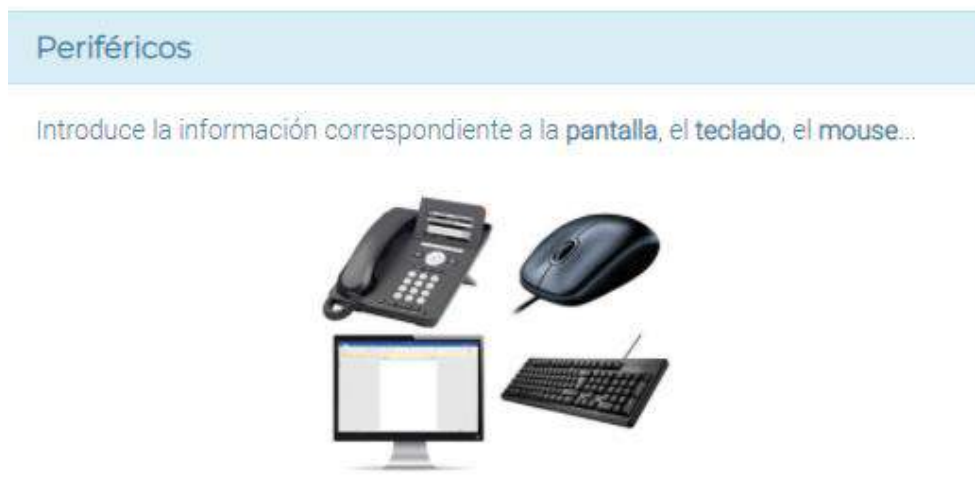 Periféricos
Introduce la información correspondiente a la pantalla, el teclado, el mouse...